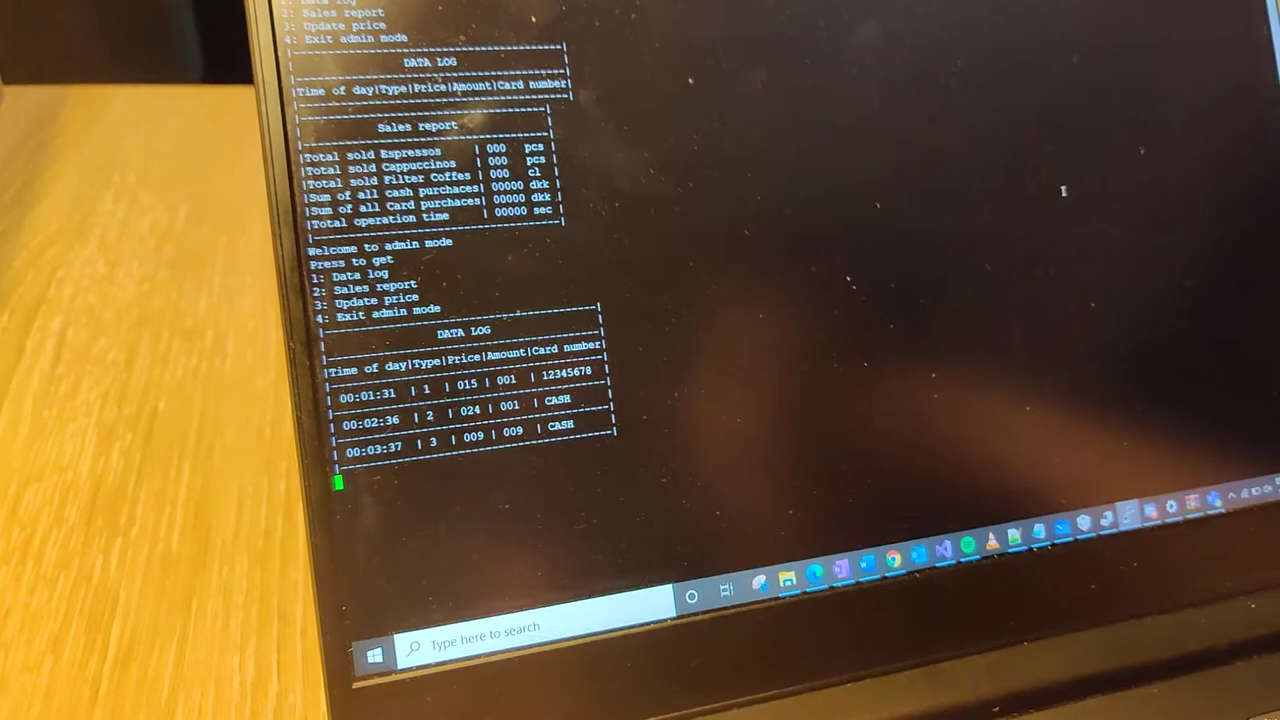 1: Data log
2: Sales report
3: Update price
4: Exit admin mode
DATA LOG
|Time of day|Type|Price|Amount|Card number|
Sales report
|Total sold Espressos | 000 pcs
|Total sold Cappuccinos | 000 pcs
|Total sold Filter Coffes | 000 cl
|Sum of all cash purchaces| 00000 dkk
|Sum of all Card purchaces| 00000 dkk
|Total operation time | 00000 sec |
Welcome to admin mode
Press to get
1: Data log
2: Sales report
3: Update price
4: Exit admin mode
DATA LOG
|Time of day|Type|Price|Amount|Card number|
00:01:31 | 1 | 015 | 001 | 12345678
00:02:36 | 2 | 024 | 001 | CASH
00:03:37 | 3 | 009 | 009 | CASH
Type here to search